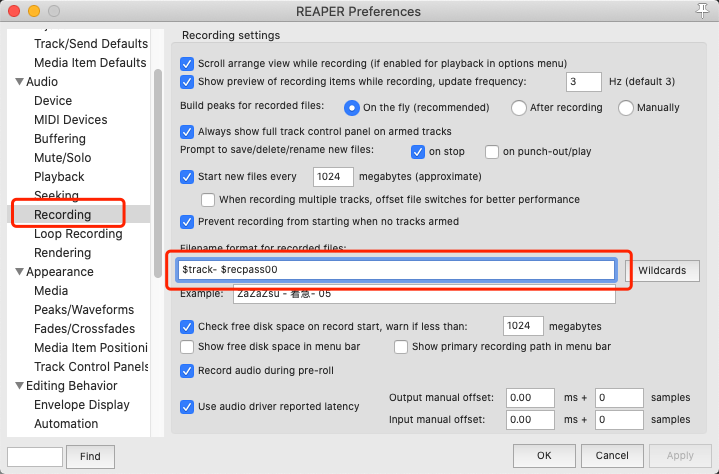 REAPER Preferences
Track/Send Defaults
Media Item Defaults
Audio
Device
MIDI Devices
Buffering
Mute/Solo
Playback
Seeking
Recording
Loop Recording
Rendering
Appearance
Media
Peaks/Waveforms
Fades/Crossfades
Media Item Positioni
Track Control Panels
Editing Behavior
Envelope Display
Automation
Find
Recording settings
Scroll arrange view while recording (if enabled for playback in options menu)
Show preview of recording items while recording, update frequency: 3 Hz (default 3)
Build peaks for recorded files: On the fly (recommended) After recording Manually
Always show full track control panel on armed tracks
Prompt to save/delete/rename new files: on stop on punch-out/play
Start new files every 1024 megabytes (approximate)
When recording multiple tracks, offset file switches for better performance
Prevent recording from starting when no tracks armed
Filename format for recorded files:
$track- $recpass00 Wildcards
Example: ZaZaZsu - 着急- 05
Check free disk space on record start, warn if less than: 1024 megabytes
Show free disk space in menu bar Show primary recording path in menu bar
Record audio during pre-roll
Use audio driver reported latency
Output manual offset: 0.00 ms + 0 samples
Input manual offset: 0.00 ms + 0 samples
OK Cancel Apply